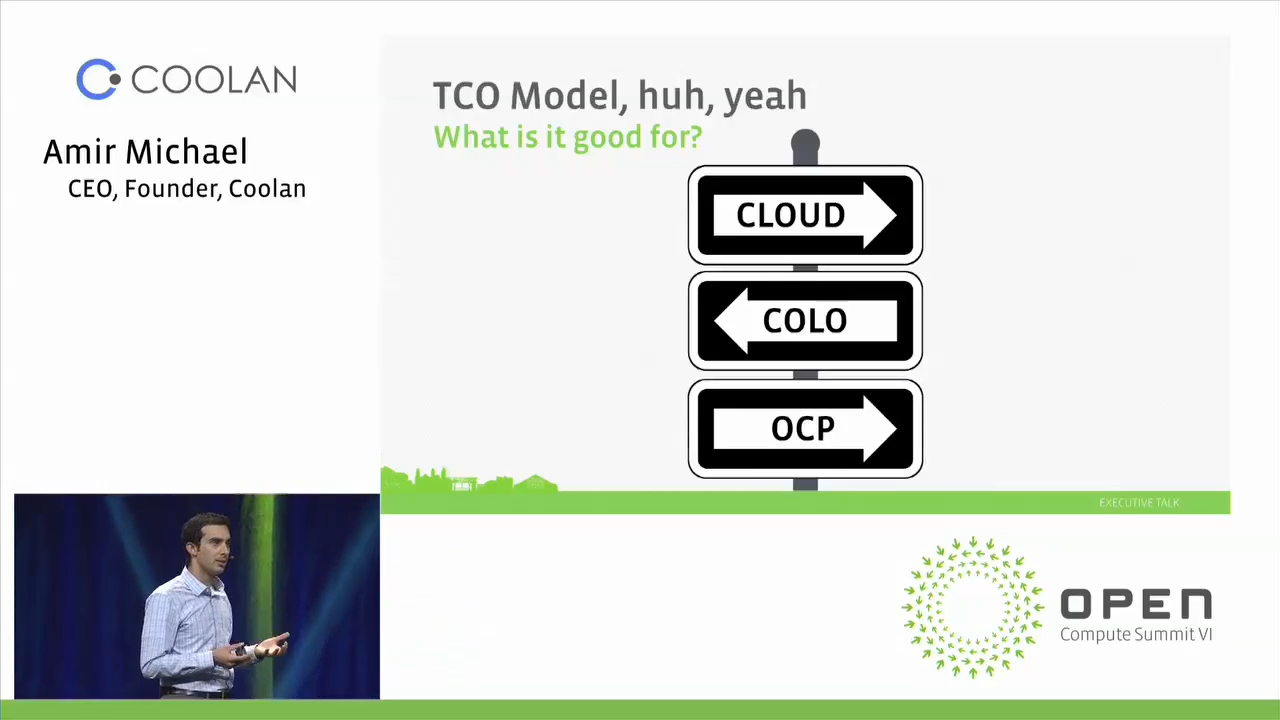 COOLAN
Amir Michael
CEO, Founder, Coolan
TCO Model, huh, yeah
What is it good for?
CLOUD
COLO
OCP
EXECUTIVE TALK
OPEN
Compute Summit VI